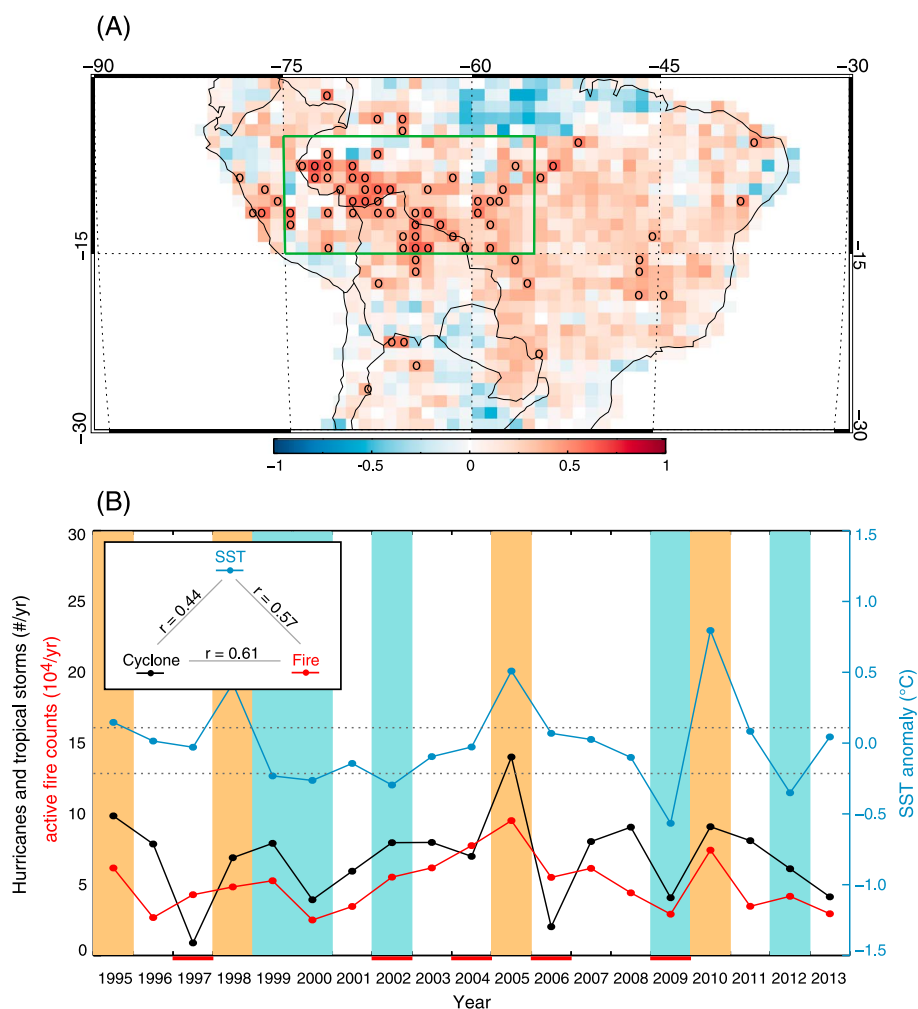 (A)
−90 −75 −60 −45 −30
−15 −15
−30 −30
−1 −0.5 0 0.5 1
(B)
Hurricanes and tropical storms (#/yr)
active fire counts (10⁴/yr)
30
25
20
15
10
5
0
SST
r = 0.44
r = 0.57
Cyclone
r = 0.61
Fire
1.5
1.0
0.5
0.0
−0.5
−1.0
−1.5
SST anomaly (°C)
1995 1996 1997 1998 1999 2000 2001 2002 2003 2004 2005 2006 2007 2008 2009 2010 2011 2012 2013
Year